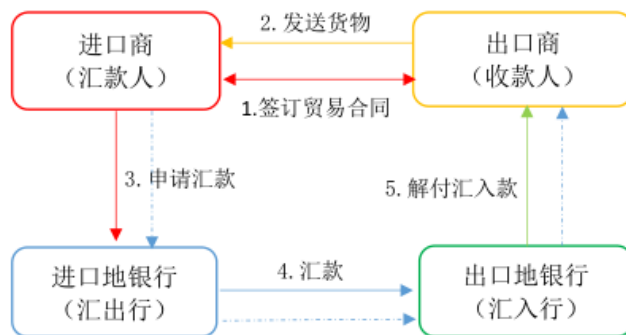 进口商
（汇款人）
2.发送货物
出口商
（收款人）
1.签订贸易合同
3.申请汇款
5.解付汇入款
进口地银行
（汇出行）
4.汇款
出口地银行
（汇入行）